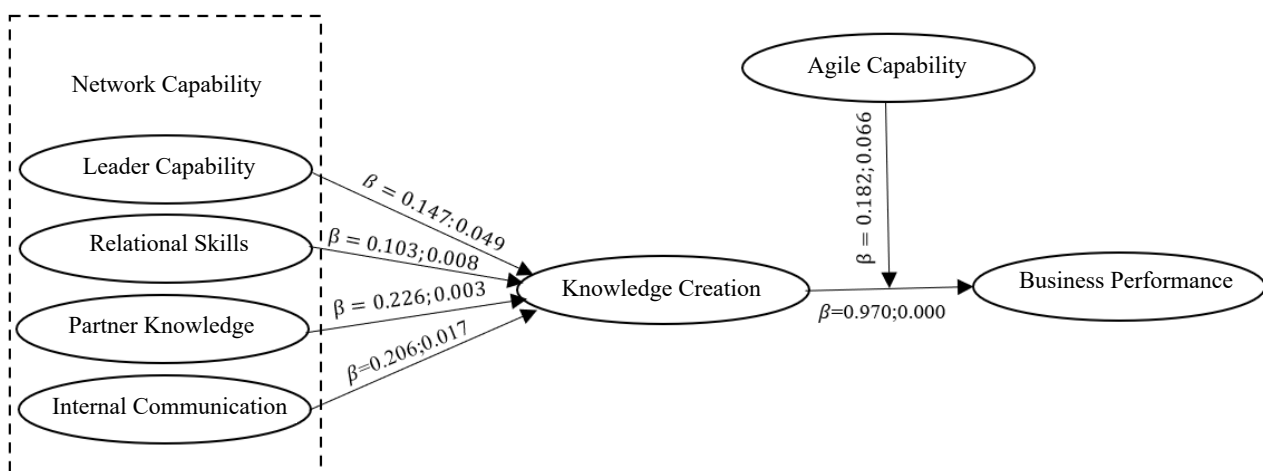 Network Capability
Leader Capability
Relational Skills
Partner Knowledge
Internal Communication
β = 0.147:0.049
β = 0.103;0.008
β = 0.226;0.003
β=0.206;0.017
Knowledge Creation
Agile Capability
β = 0.182;0.066
β=0.970;0.000
Business Performance